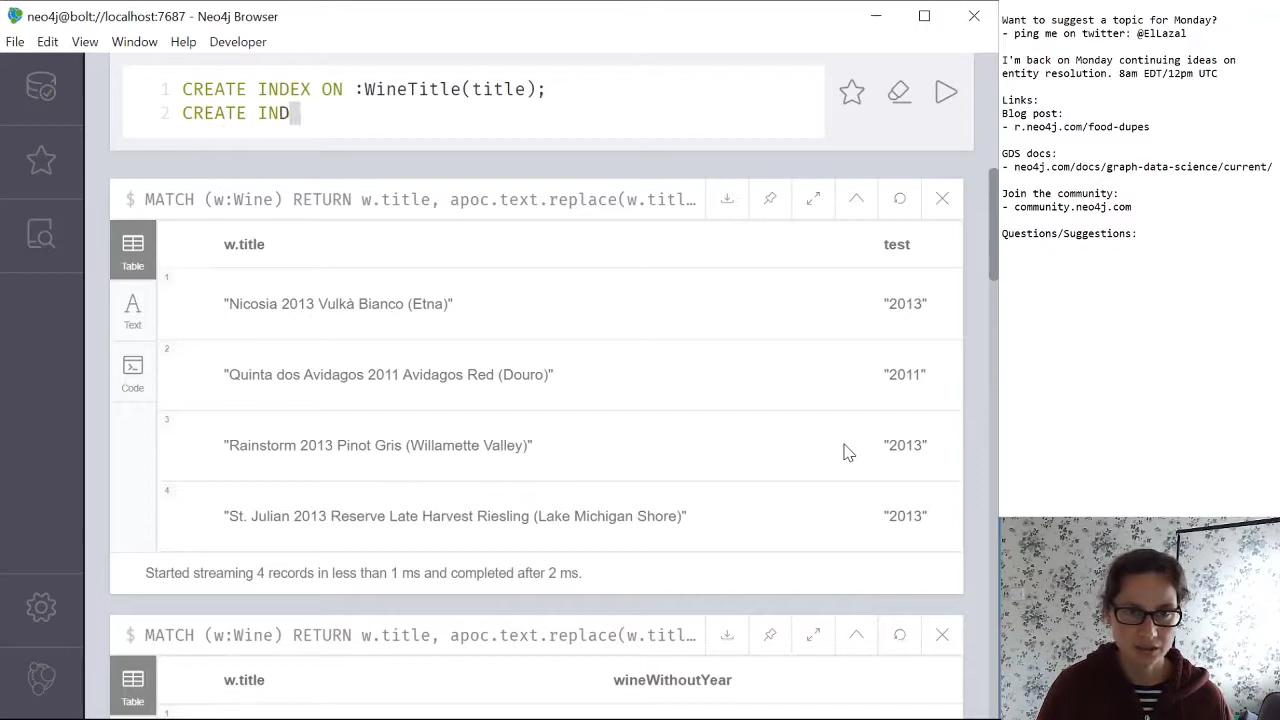 neo4j@bolt://localhost:7687 - Neo4j Browser
File Edit View Window Help Developer
1 CREATE INDEX ON :WineTitle(title);
2 CREATE IND
$ MATCH (w:Wine) RETURN w.title, apoc.text.replace(w.titl…
Table
Text
Code
w.title test
1
"Nicosia 2013 Vulkà Bianco (Etna)" "2013"
2
"Quinta dos Avidagos 2011 Avidagos Red (Douro)" "2011"
3
"Rainstorm 2013 Pinot Gris (Willamette Valley)" "2013"
4
"St. Julian 2013 Reserve Late Harvest Riesling (Lake Michigan Shore)" "2013"
Started streaming 4 records in less than 1 ms and completed after 2 ms.
$ MATCH (w:Wine) RETURN w.title, apoc.text.replace(w.titl…
Table
w.title wineWithoutYear
1
Want to suggest a topic for Monday?
- ping me on twitter: @ElLazal
I'm back on Monday continuing ideas on
entity resolution. 8am EDT/12pm UTC
Links:
Blog post:
- r.neo4j.com/food-dupes
GDS docs:
- neo4j.com/docs/graph-data-science/current/
Join the community:
- community.neo4j.com
Questions/Suggestions: